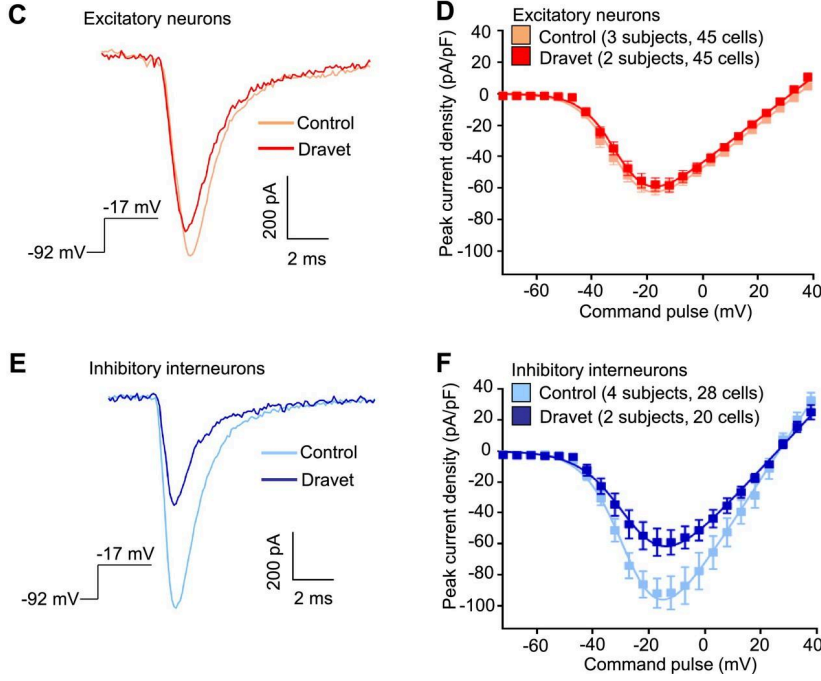 C
Excitatory neurons
Control
Dravet
-17 mV
-92 mV
200 pA
2 ms
D
Excitatory neurons
Control (3 subjects, 45 cells)
Dravet (2 subjects, 45 cells)
Peak current density (pA/pF)
40
20
0
-20
-40
-60
-80
-100
-60
-40
-20
0
20
40
Command pulse (mV)
E
Inhibitory interneurons
Control
Dravet
-17 mV
-92 mV
200 pA
2 ms
F
Inhibitory interneurons
Control (4 subjects, 28 cells)
Dravet (2 subjects, 20 cells)
Peak current density (pA/pF)
40
20
0
-20
-40
-60
-80
-100
-60
-40
-20
0
20
40
Command pulse (mV)